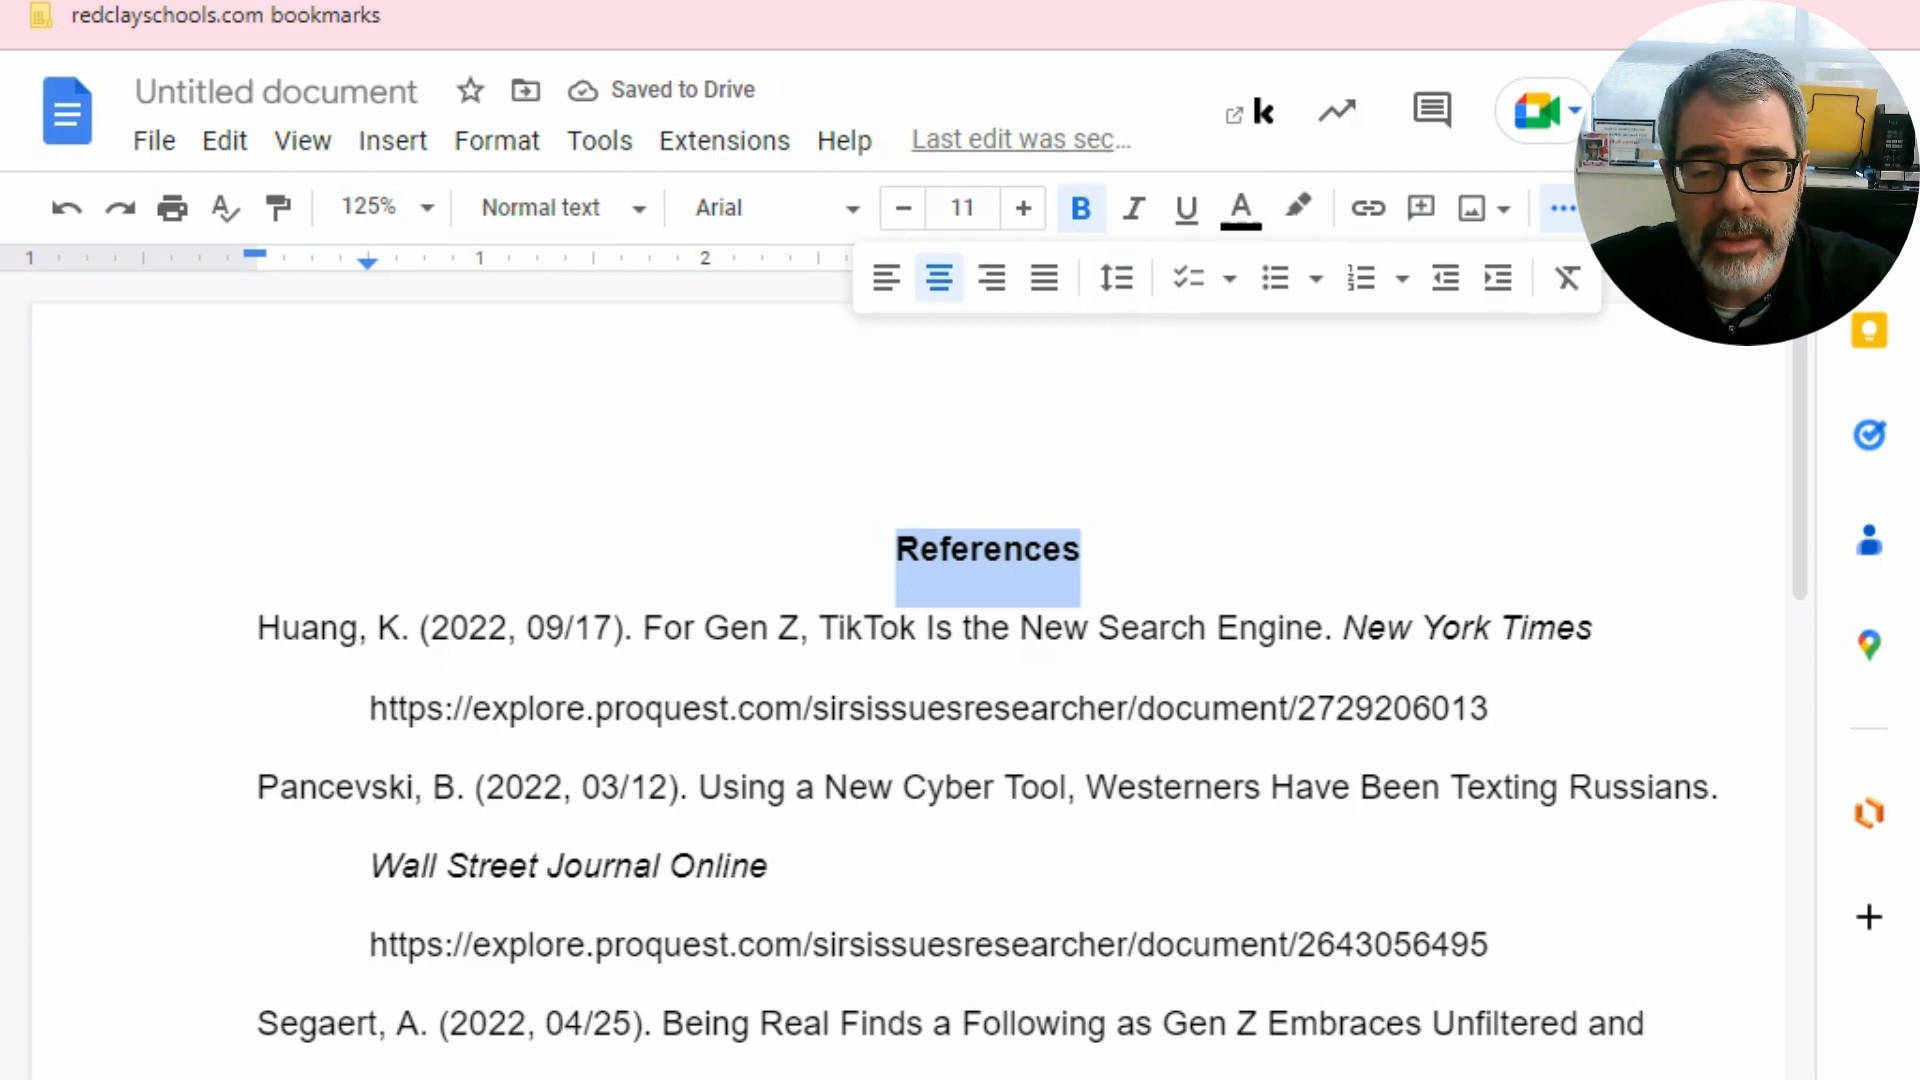 redclayschools.com bookmarks
Untitled document Saved to Drive
File Edit View Insert Format Tools Extensions Help Last edit was sec...
k
125% Normal text Arial 11 B I U A
1 1 2
References
Huang, K. (2022, 09/17). For Gen Z, TikTok Is the New Search Engine. New York Times
https://explore.proquest.com/sirsissuesresearcher/document/2729206013
Pancevski, B. (2022, 03/12). Using a New Cyber Tool, Westerners Have Been Texting Russians.
Wall Street Journal Online
https://explore.proquest.com/sirsissuesresearcher/document/2643056495
Segaert, A. (2022, 04/25). Being Real Finds a Following as Gen Z Embraces Unfiltered and